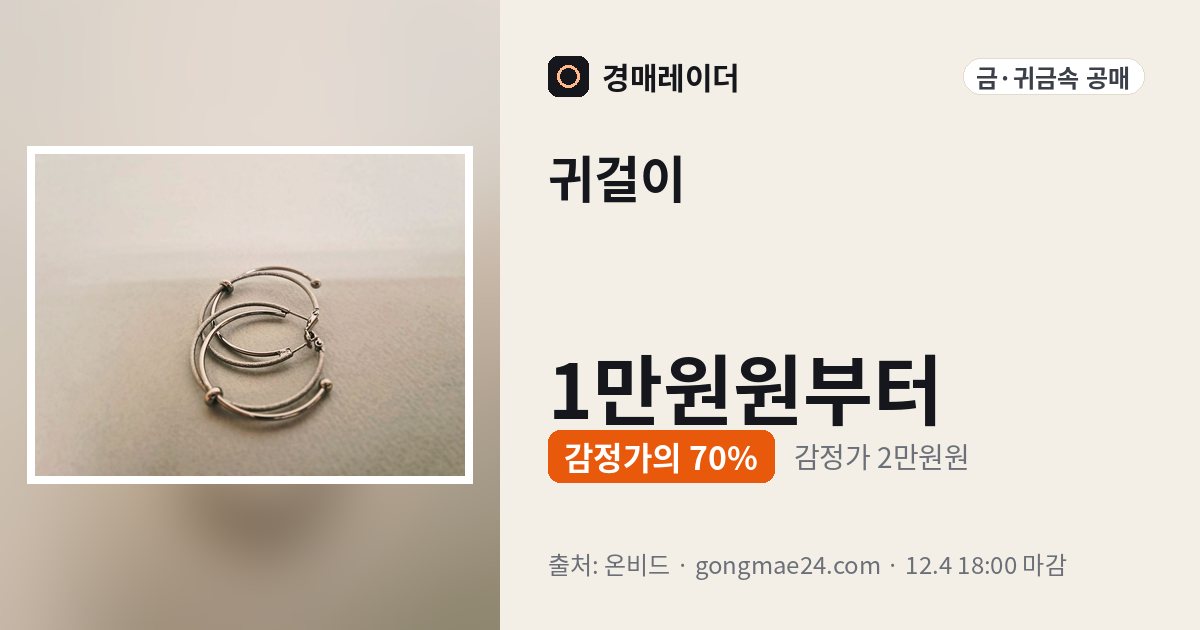 경매레이더
금·귀금속 공매
귀걸이
1만원원부터
감정가의 70%
감정가 2만원원
출처: 온비드 · gongmae24.com · 12.4 18:00 마감